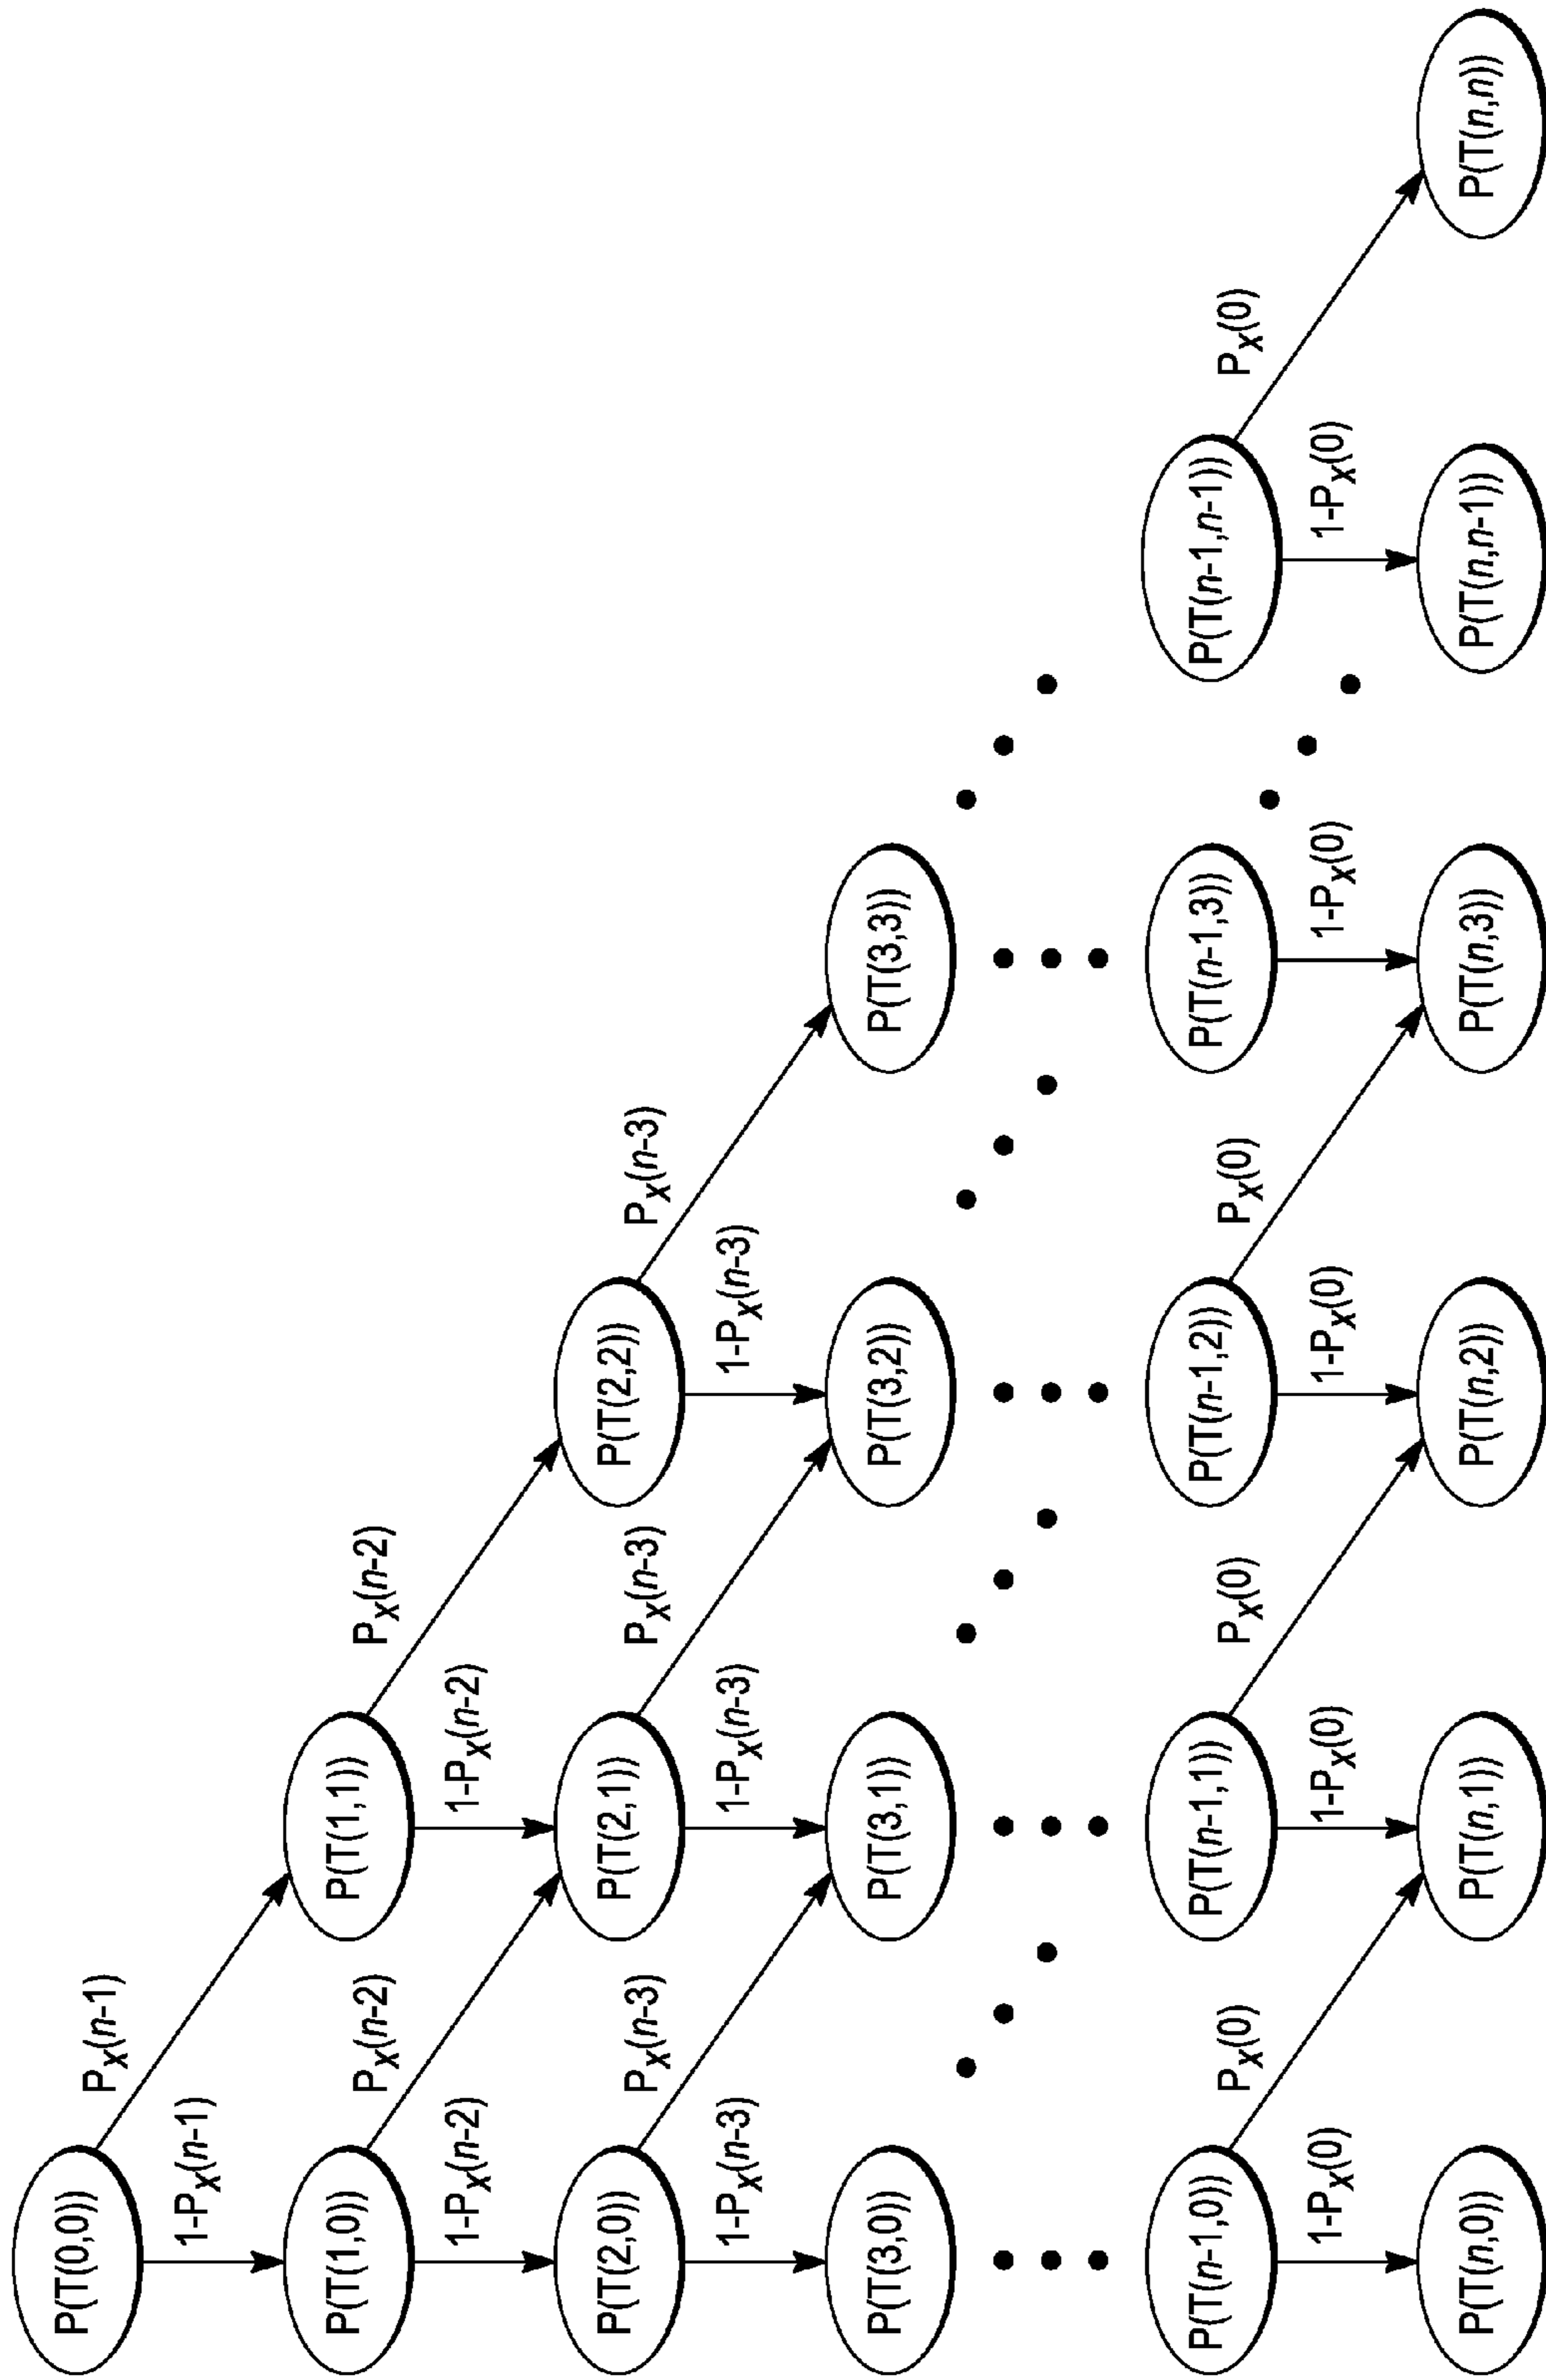 P(T(0,0))
Px(n-1)
1-Px(n-1)
P(T(1,0))
P(T(1,1))
Px(n-2)
Px(n-2)
1-Px(n-2)
1-Px(n-2)
P(T(2,0))
P(T(2,1))
P(T(2,2))
Px(n-3)
Px(n-3)
Px(n-3)
1-Px(n-3)
1-Px(n-3)
1-Px(n-3)
P(T(3,0))
P(T(3,1))
P(T(3,2))
P(T(3,3))
P(T(n-1,0))
P(T(n-1,1))
P(T(n-1,2))
P(T(n-1,3))
P(T(n-1,n-1))
Px(0)
Px(0)
Px(0)
Px(0)
1-Px(0)
1-Px(0)
1-Px(0)
1-Px(0)
1-Px(0)
P(T(n,0))
P(T(n,1))
P(T(n,2))
P(T(n,3))
P(T(n,n-1))
P(T(n,n))